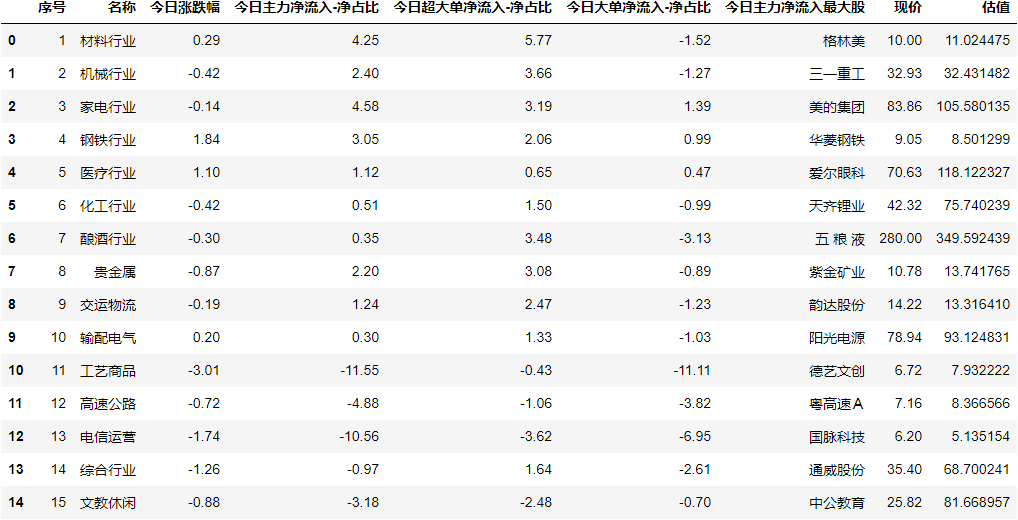 序号 名称 今日涨跌幅 今日主力净流入-净占比 今日超大单净流入-净占比 今日大单净流入-净占比 今日主力净流入最大股 现价 估值
0 1 材料行业 0.29 4.25 5.77 -1.52 格林美 10.00 11.024475
1 2 机械行业 -0.42 2.40 3.66 -1.27 三一重工 32.93 32.431482
2 3 家电行业 -0.14 4.58 3.19 1.39 美的集团 83.86 105.580135
3 4 钢铁行业 1.84 3.05 2.06 0.99 华菱钢铁 9.05 8.501299
4 5 医疗行业 1.10 1.12 0.65 0.47 爱尔眼科 70.63 118.122327
5 6 化工行业 -0.42 0.51 1.50 -0.99 天齐锂业 42.32 75.740239
6 7 酿酒行业 -0.30 0.35 3.48 -3.13 五 粮 液 280.00 349.592439
7 8 贵金属 -0.87 2.20 3.08 -0.89 紫金矿业 10.78 13.741765
8 9 交运物流 -0.19 1.24 2.47 -1.23 韵达股份 14.22 13.316410
9 10 输配电气 0.20 0.30 1.33 -1.03 阳光电源 78.94 93.124831
10 11 工艺商品 -3.01 -11.55 -0.43 -11.11 德艺文创 6.72 7.932222
11 12 高速公路 -0.72 -4.88 -1.06 -3.82 粤高速Ａ 7.16 8.366566
12 13 电信运营 -1.74 -10.56 -3.62 -6.95 国脉科技 6.20 5.135154
13 14 综合行业 -1.26 -0.97 1.64 -2.61 通威股份 35.40 68.700241
14 15 文教休闲 -0.88 -3.18 -2.48 -0.70 中公教育 25.82 81.668957